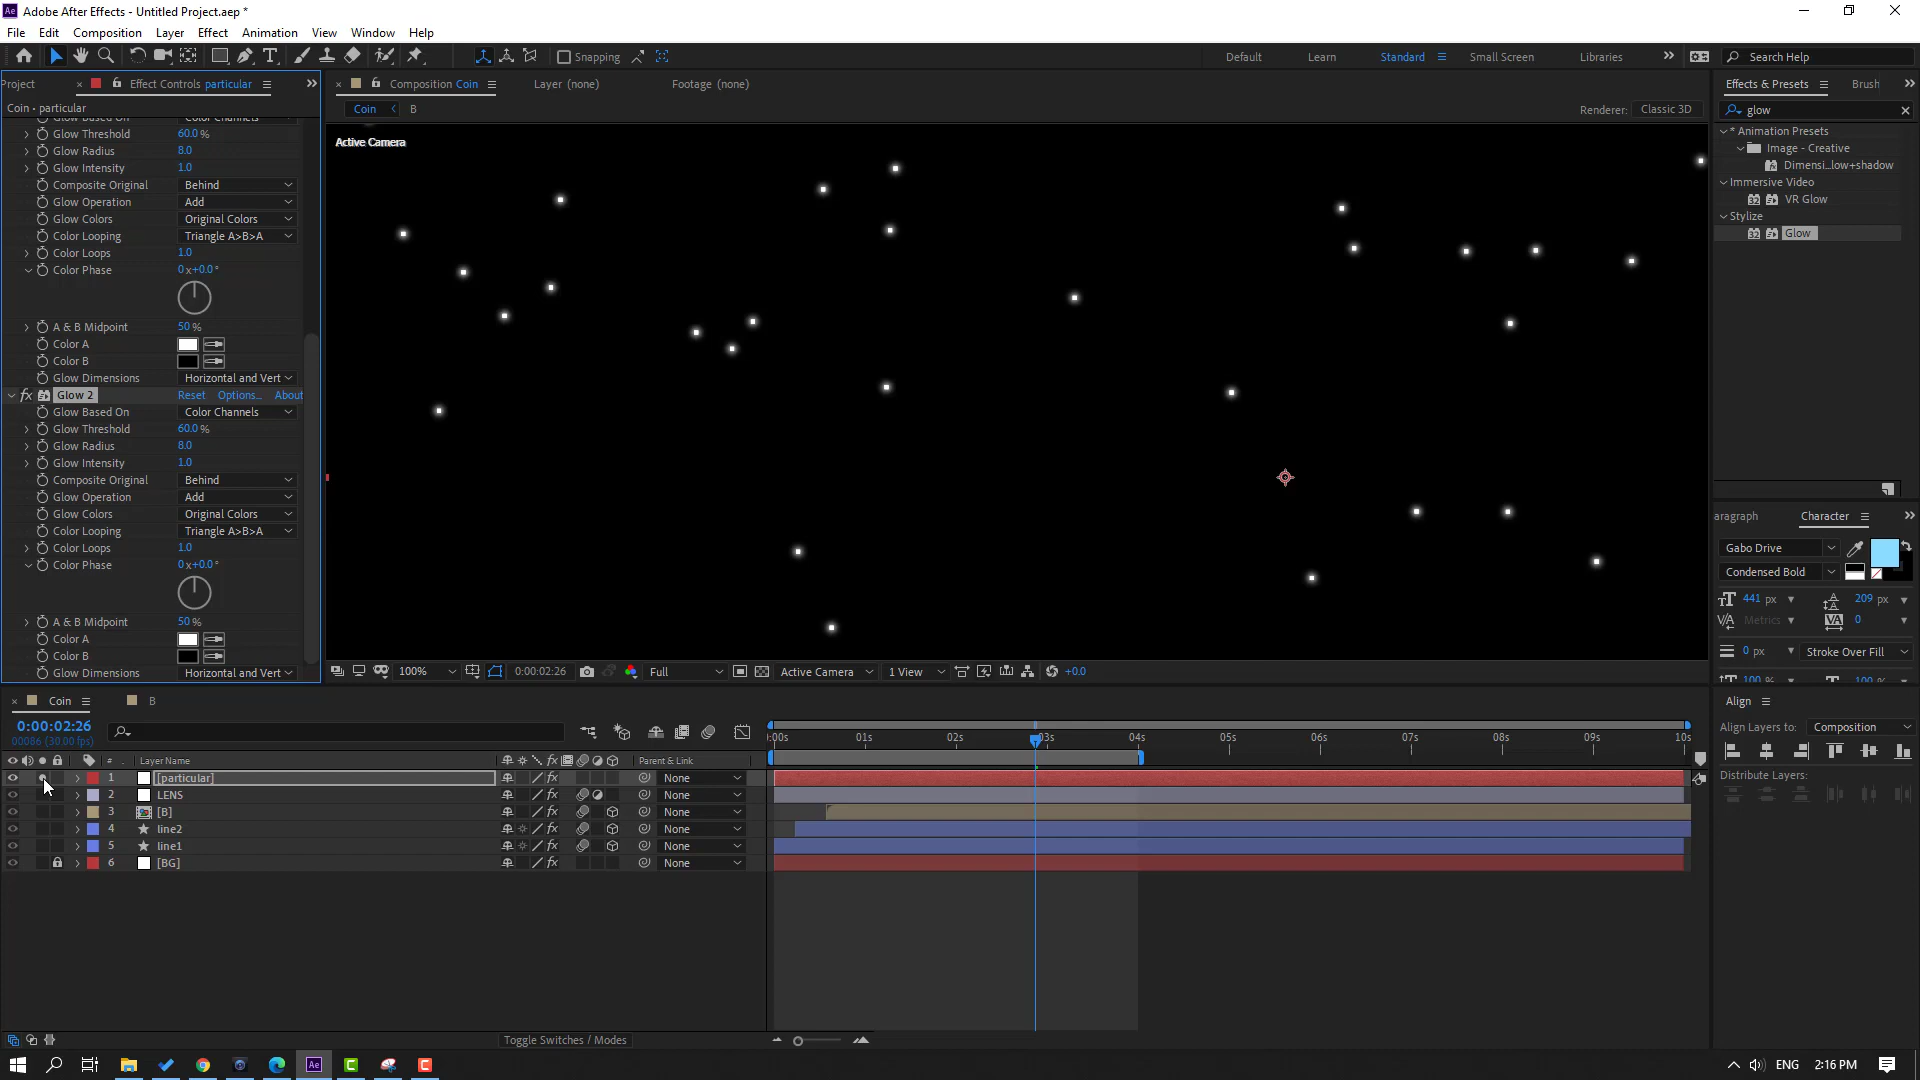 Adobe After Effects - Untitled Project.aep *
File Edit Composition Layer Effect Animation View Window Help
Snapping Default Learn Standard Small Screen Libraries Search Help
Project Effect Controls particular
Coin • particular
Glow Based On Color Channels
Glow Threshold 60.0 %
Glow Radius 8.0
Glow Intensity 1.0
Composite Original Behind
Glow Operation Add
Glow Colors Original Colors
Color Looping Triangle A>B>A
Color Loops 1.0
Color Phase 0 x+0.0 °
A & B Midpoint 50 %
Color A
Color B
Glow Dimensions Horizontal and Vert
fx Glow 2 Reset Options... About
Glow Based On Color Channels
Glow Threshold 60.0 %
Glow Radius 8.0
Glow Intensity 1.0
Composite Original Behind
Glow Operation Add
Glow Colors Original Colors
Color Looping Triangle A>B>A
Color Loops 1.0
Color Phase 0 x+0.0 °
A & B Midpoint 50 %
Color A
Color B
Glow Dimensions Horizontal and Vert
Composition Coin Layer (none) Footage (none)
Coin B Renderer: Classic 3D
Active Camera
100% 0:00:02:26 Full Active Camera 1 View +0.0
Effects & Presets Brush
glow
* Animation Presets
Image - Creative
Dimensi...low+shadow
Immersive Video
VR Glow
Stylize
Glow
aragraph Character
Gabo Drive
Condensed Bold
441 px 209 px
Metrics 0
0 px Stroke Over Fill
100 % 100 %
Align
Align Layers to: Composition
Distribute Layers:
Coin B
0:00:02:26
00086 (30.00 fps)
# Layer Name Parent & Link
1 [particular] None
2 LENS None
3 [B] None
4 line2 None
5 line1 None
6 [BG] None
:00s 01s 02s 03s 04s 05s 06s 07s 08s 09s 10s
Toggle Switches / Modes
ENG 2:16 PM